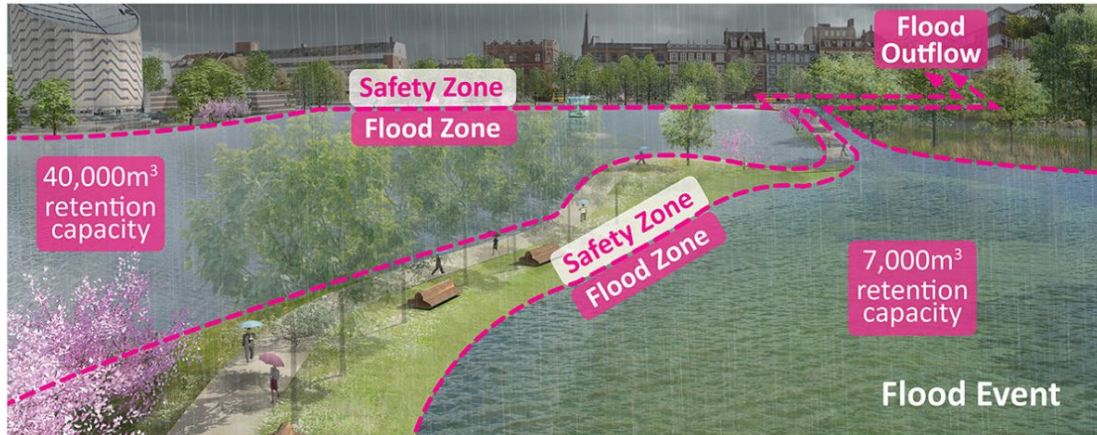 Flood
Outflow
Safety Zone
Flood Zone
40,000m³
retention
capacity
Safety Zone
Flood Zone
7,000m³
retention
capacity
Flood Event